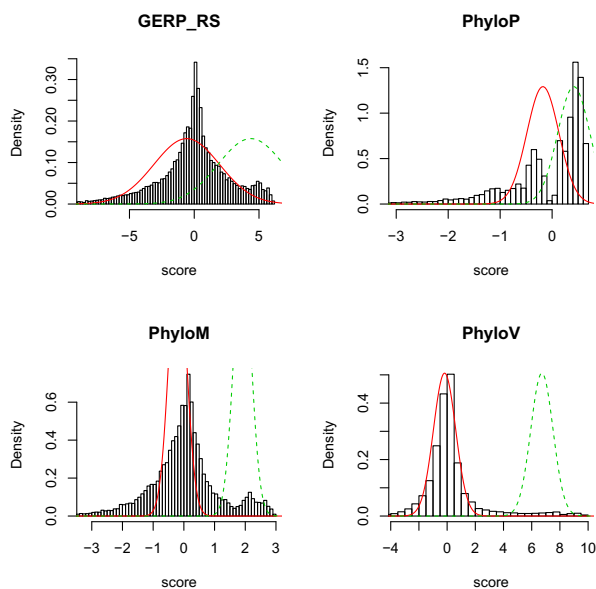 GERP_RS
Density
0.00 0.10 0.20 0.30
−5 0 5
score
PhyloP
Density
0.0 0.5 1.0 1.5
−3 −2 −1 0
score
PhyloM
Density
0.0 0.2 0.4 0.6
−3 −2 −1 0 1 2 3
score
PhyloV
Density
0.0 0.2 0.4
−4 −2 0 2 4 6 8 10
score